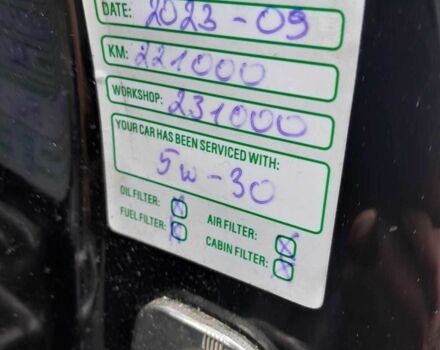 DATE: 2023-09
KM: 221000
WORKSHOP: 231000
YOUR CAR HAS BEEN SERVICED WITH:
5W-30
OIL FILTER: AIR FILTER:
FUEL FILTER: CABIN FILTER: